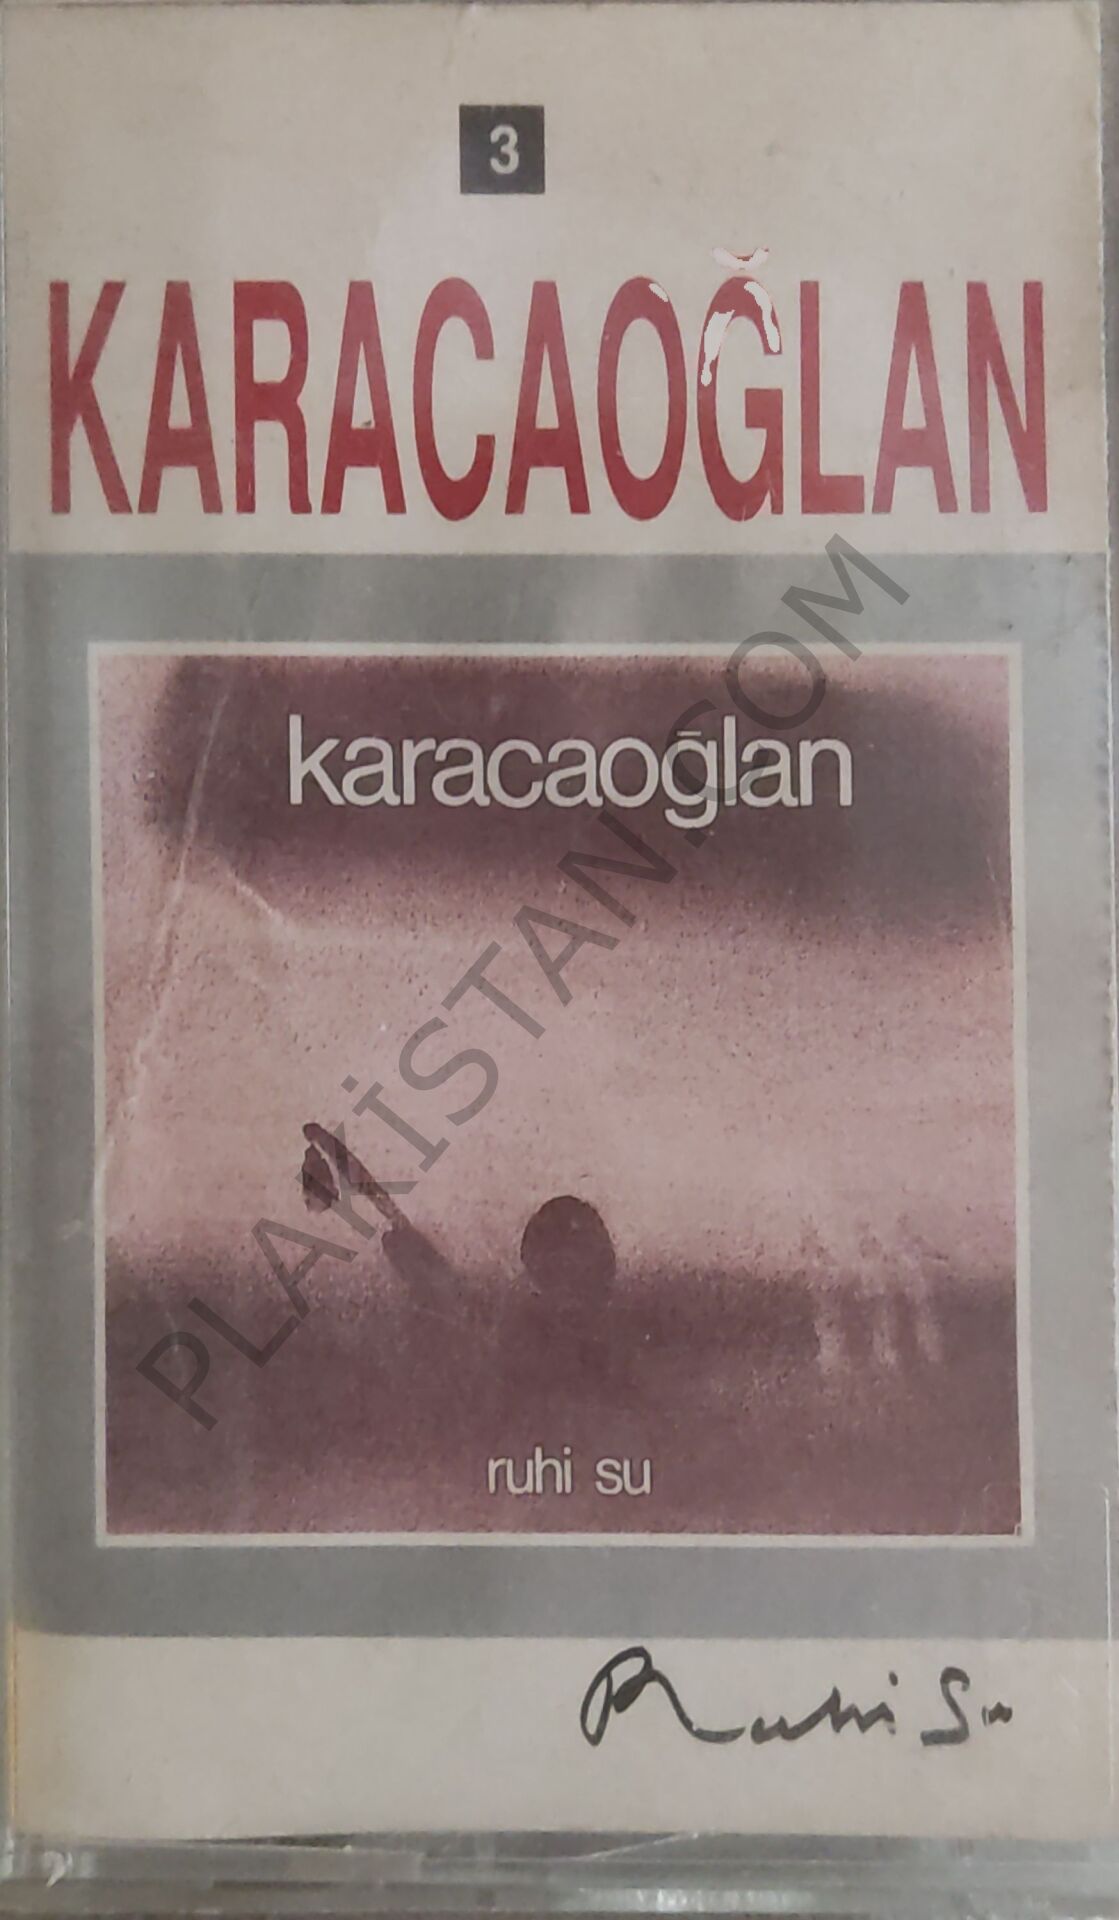 3
KARACAOĞLAN
karacaoğlan
PLAKİSTAN.COM
ruhi su
Ruhi Su